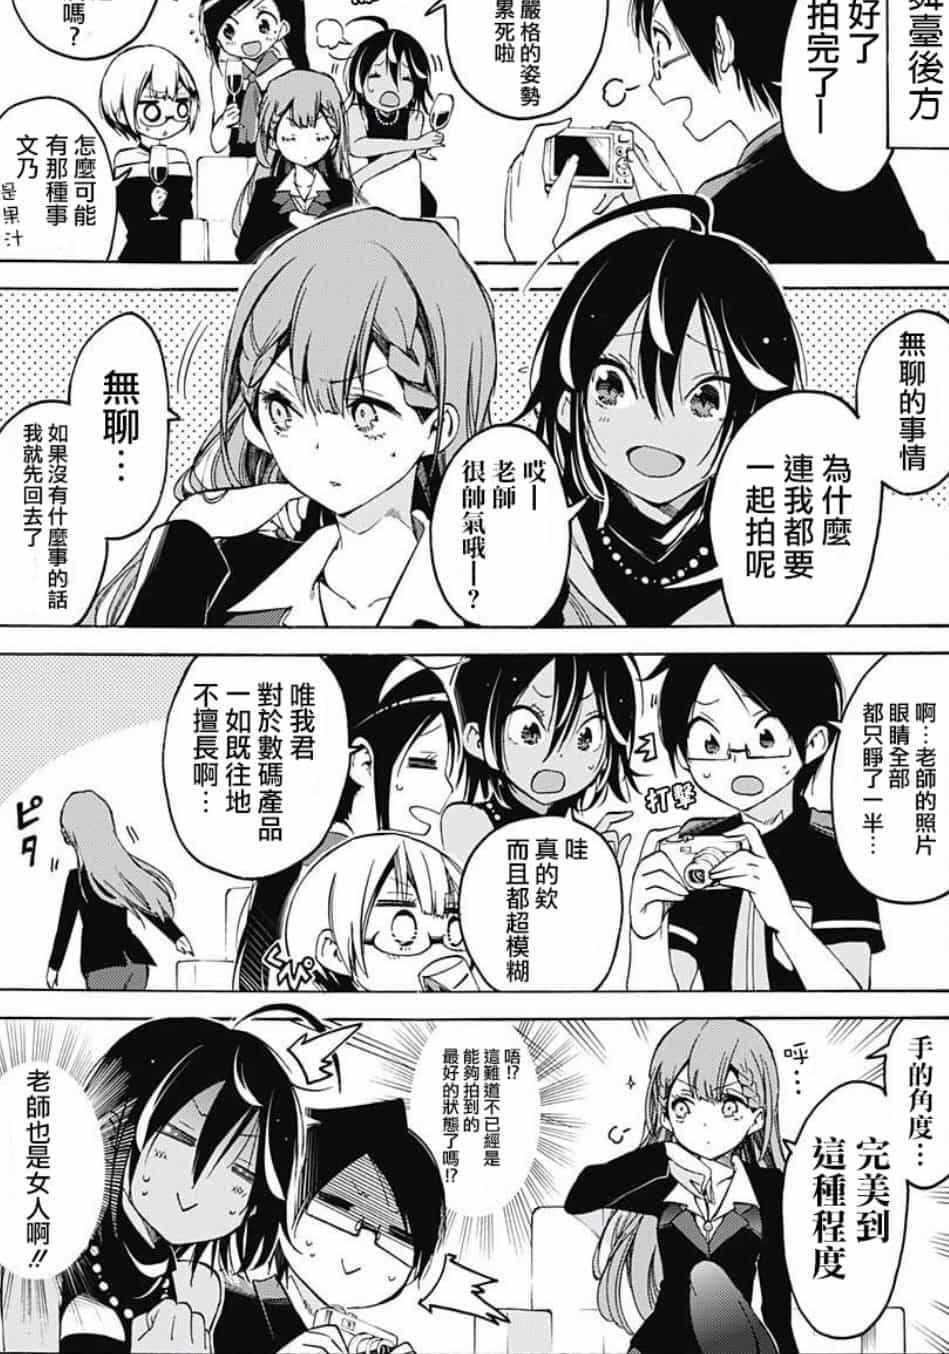 舞臺後方
好了
拍完了ー
嚴格的姿勢
累死啦
嗎？
怎麼可能
有那種事
文乃
是果汁
無聊的事情
為什麼
連我都要
一起拍呢
哎ー
老師
很帥氣哦ー？
無聊…
如果沒有什麼事的話
我就先回去了
啊…老師的照片
眼睛全部
都只睜了一半…
打擊
哇
真的欸
而且都超模糊
唯我君
對於數碼產品
一如既往地
不擅長啊…
くぴ
ピタ
手的角度…
完美到
這種程度
呼…
唔!?
這難道不已經是
能夠拍到的
最好的狀態了嗎!?
老師也是女人啊!!